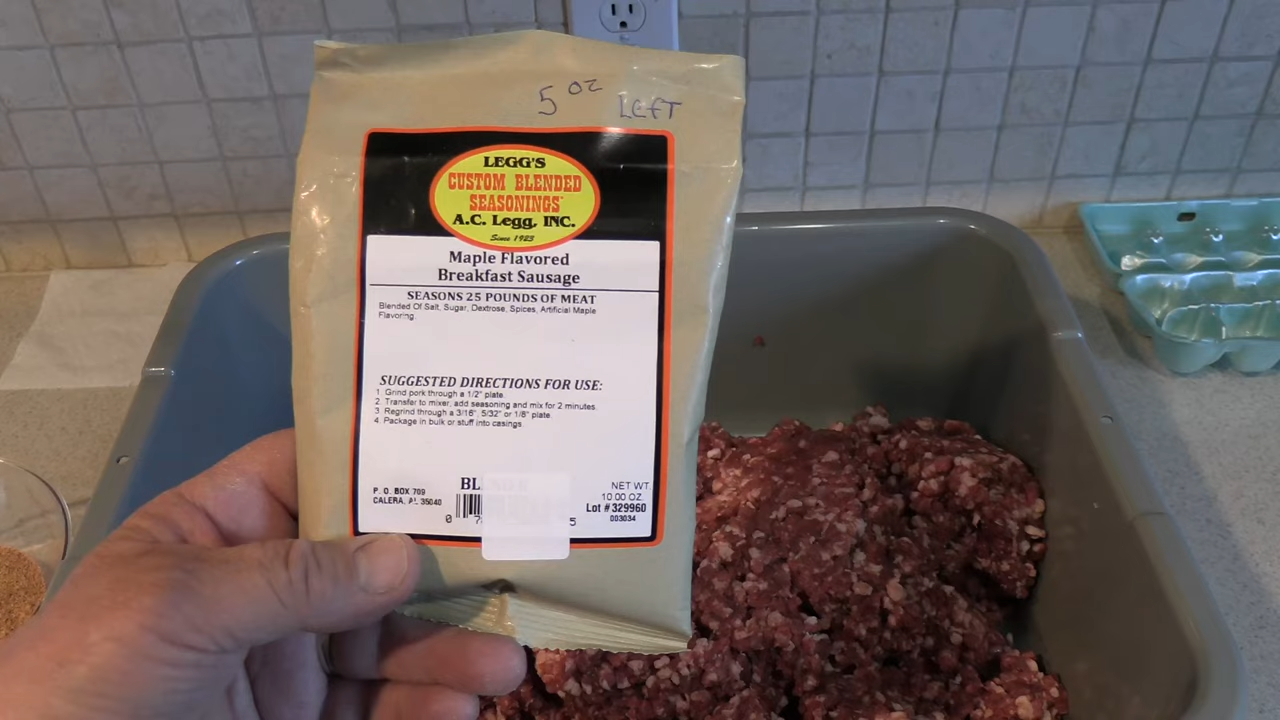 5 oz LEFT
LEGG'S
CUSTOM BLENDED
SEASONINGS
A.C. Legg, INC.
Since 1923
Maple Flavored
Breakfast Sausage
SEASONS 25 POUNDS OF MEAT
Blended Of Salt, Sugar, Dextrose, Spices, Artificial Maple
Flavoring.
SUGGESTED DIRECTIONS FOR USE:
1. Grind pork through a 1/2" plate.
2. Transfer to mixer, add seasoning and mix for 2 minutes.
3. Regrind through a 3/16", 5/32" or 1/8" plate.
4. Package in bulk or stuff into casings
P. O. BOX 709
CALERA, AL 35040
NET WT.
10.00 OZ.
Lot # 329960
003034